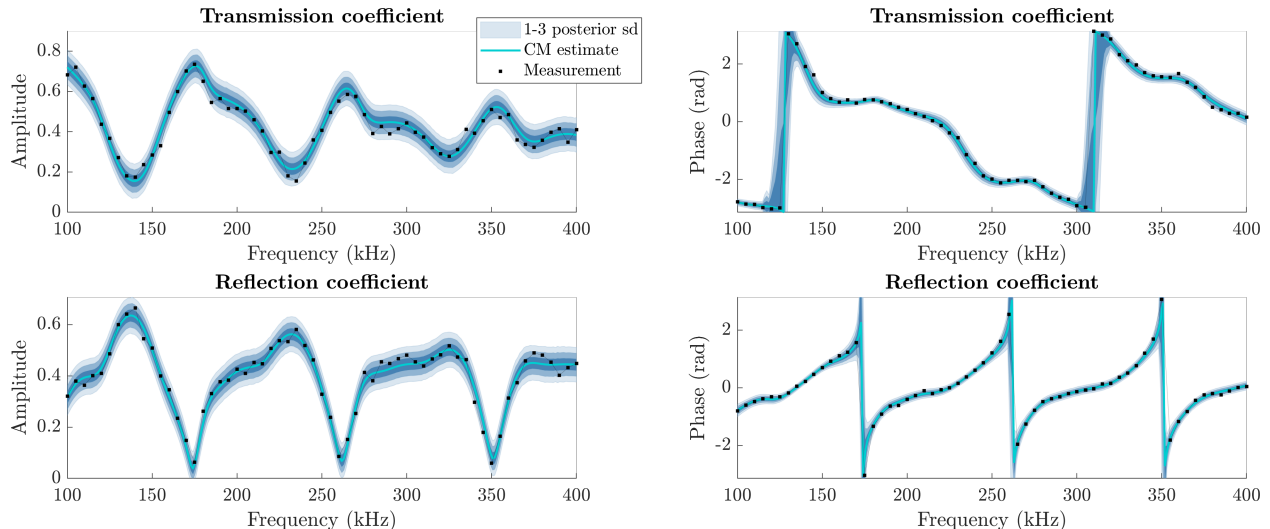 Transmission coefficient
0.8
0.6
0.4
0.2
0
Amplitude
100 150 200 250 300 350 400
Frequency (kHz)
1-3 posterior sd
CM estimate
Measurement
Transmission coefficient
2
0
-2
Phase (rad)
100 150 200 250 300 350 400
Frequency (kHz)
Reflection coefficient
0.6
0.4
0.2
0
Amplitude
100 150 200 250 300 350 400
Frequency (kHz)
Reflection coefficient
2
0
-2
Phase (rad)
100 150 200 250 300 350 400
Frequency (kHz)